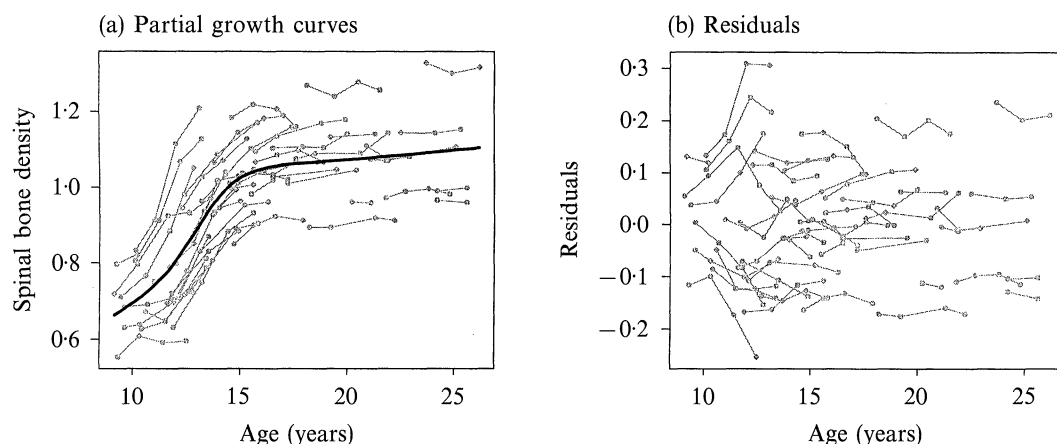 (a) Partial growth curves
Spinal bone density
1·2
1·0
0·8
0·6
10 15 20 25
Age (years)
(b) Residuals
Residuals
0·3
0·2
0·1
0·0
−0·1
−0·2
10 15 20 25
Age (years)